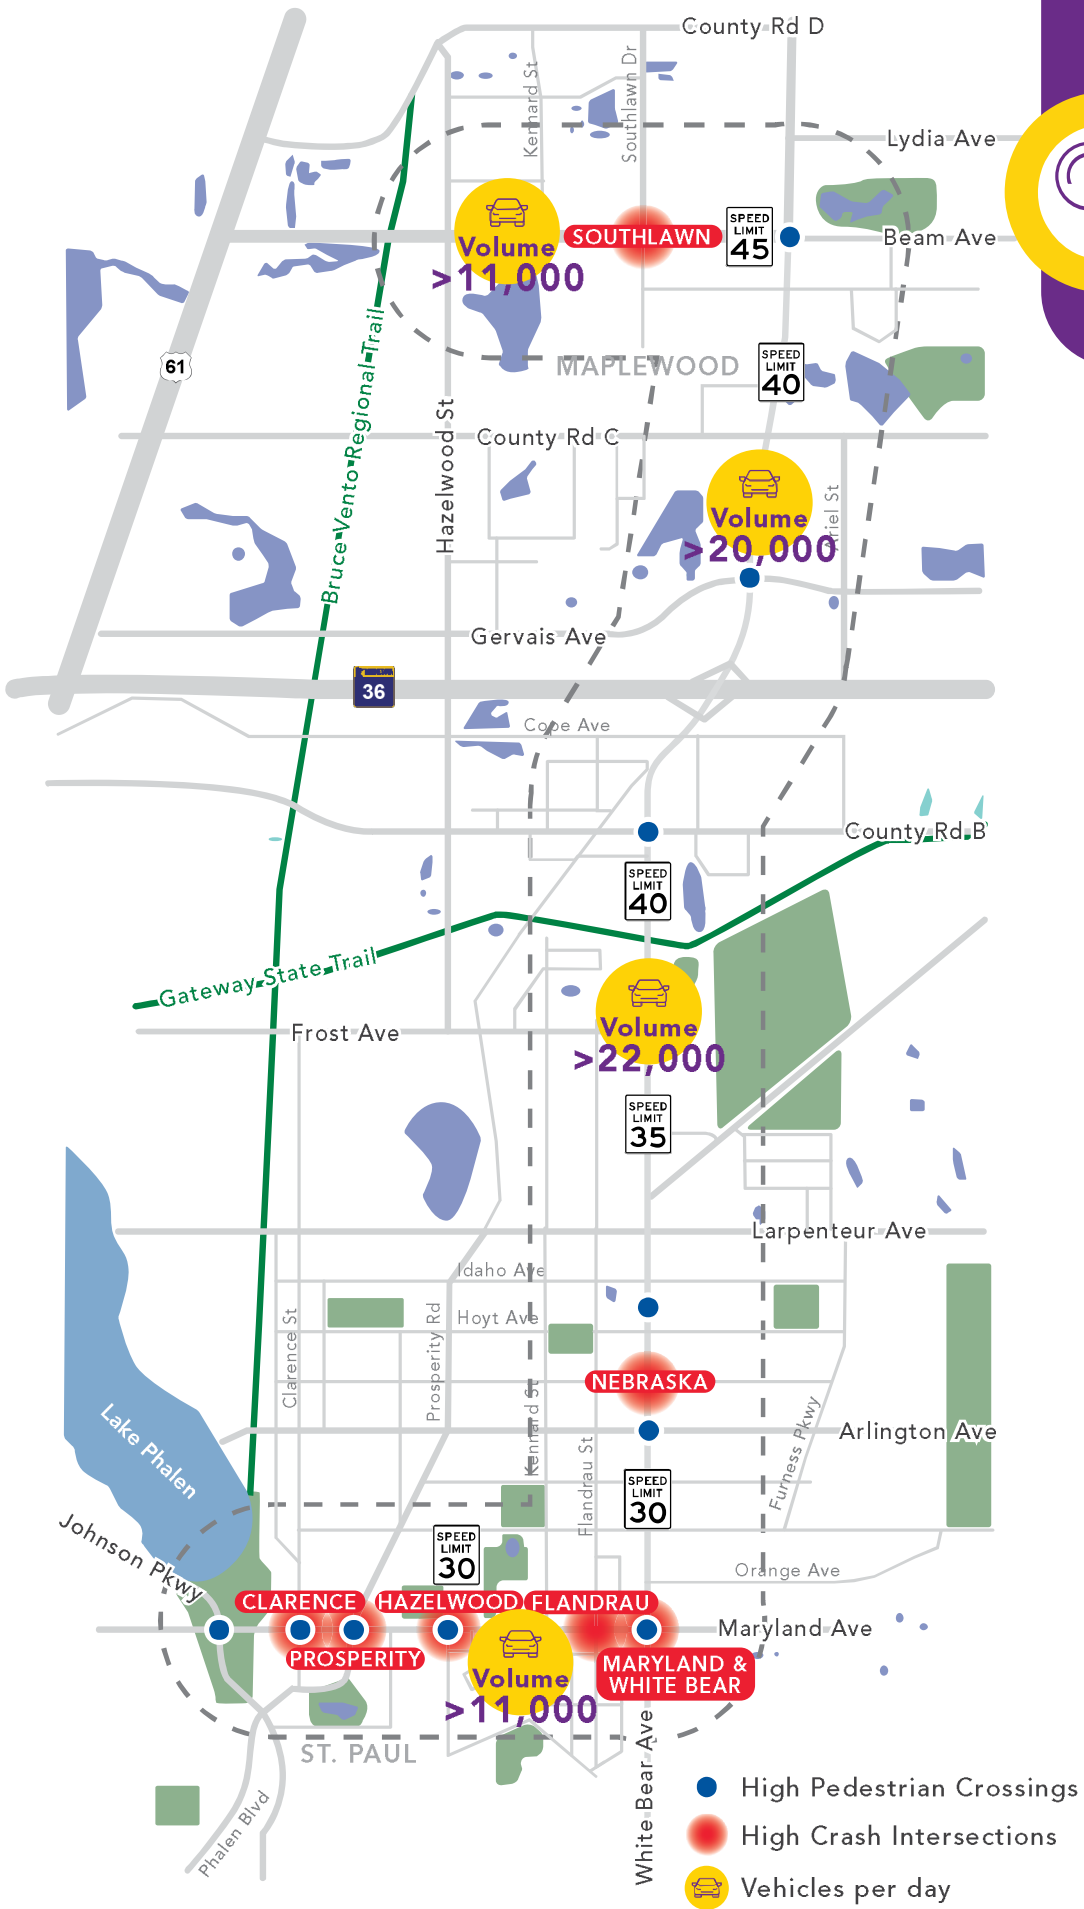 County Rd D
Kennard St
Southlawn Dr
Lydia Ave
SPEED
LIMIT
45
Volume
>11,000
SOUTHLAWN
Beam Ave
61
MAPLEWOOD
SPEED
LIMIT
40
Bruce Vento Regional Trail
Hazelwood St
County Rd C
Volume
>20,000
Ariel St
Gervais Ave
36
Cope Ave
County Rd B
SPEED
LIMIT
40
Gateway State Trail
Volume
>22,000
Frost Ave
SPEED
LIMIT
35
Larpenteur Ave
Idaho Ave
Hoyt Ave
Clarence St
Prosperity Rd
NEBRASKA
Kennard St
Flandrau St
Furness Pkwy
Arlington Ave
Lake Phalen
SPEED
LIMIT
30
Johnson Pkwy
SPEED
LIMIT
30
Orange Ave
CLARENCE
HAZELWOOD
FLANDRAU
Maryland Ave
PROSPERITY
Volume
>11,000
MARYLAND &
WHITE BEAR
ST. PAUL
White Bear Ave
Phalen Blvd
High Pedestrian Crossings
High Crash Intersections
Vehicles per day